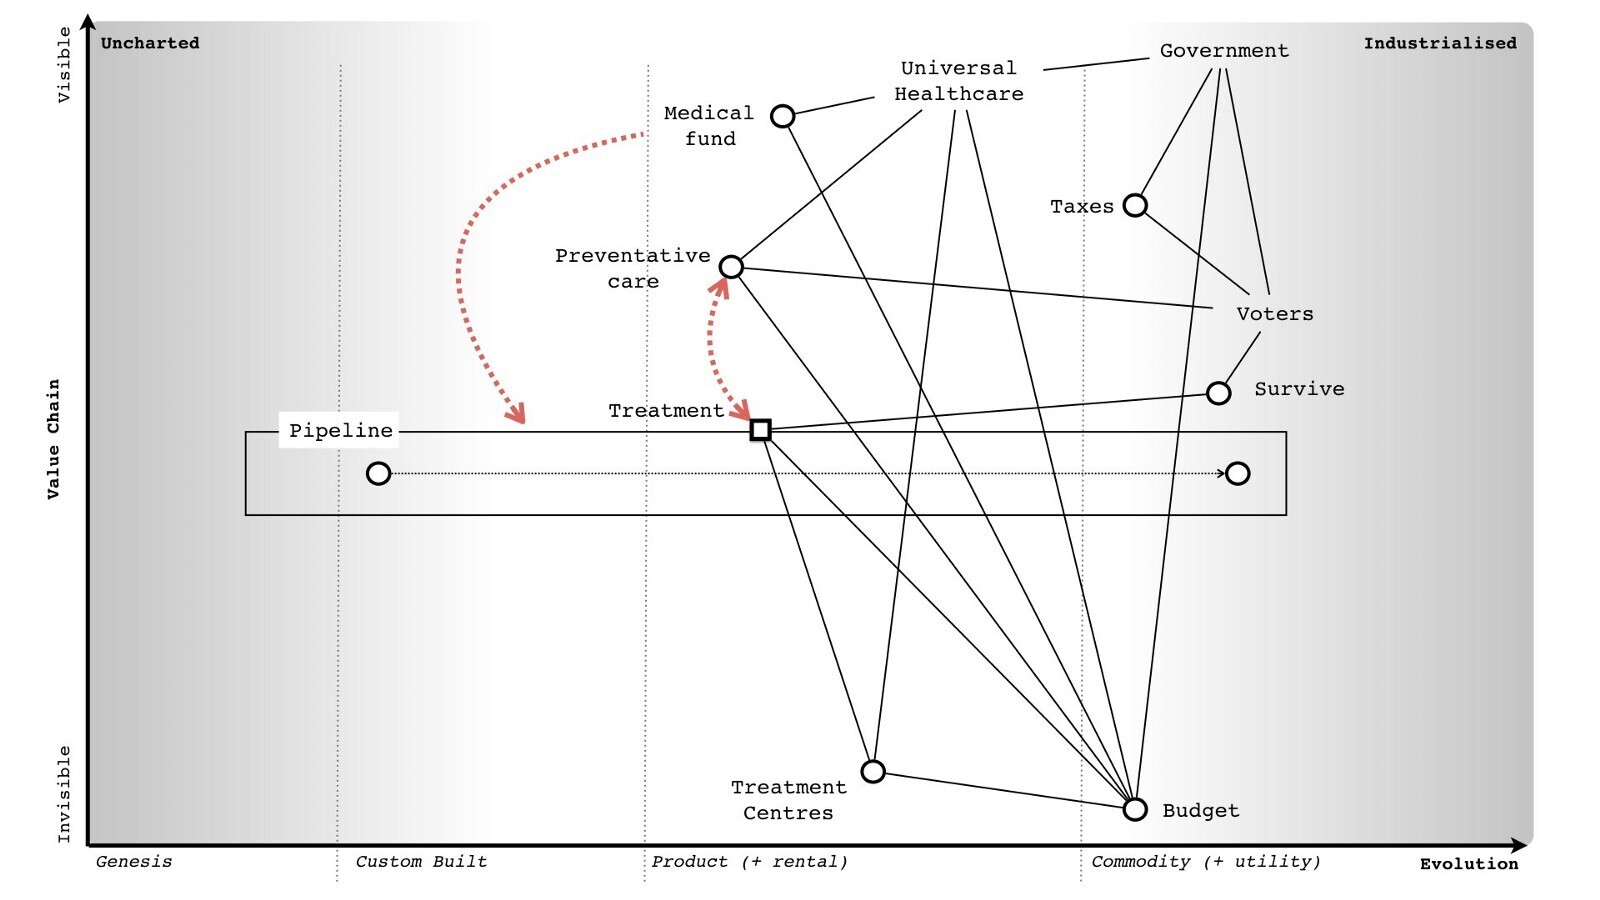 Visible
Uncharted
Industrialised
Government
Universal
Healthcare
Medical
fund
Taxes
Preventative
care
Voters
Survive
Treatment
Pipeline
Value Chain
Treatment
Centres
Budget
Invisible
Genesis
Custom Built
Product (+ rental)
Commodity (+ utility)
Evolution